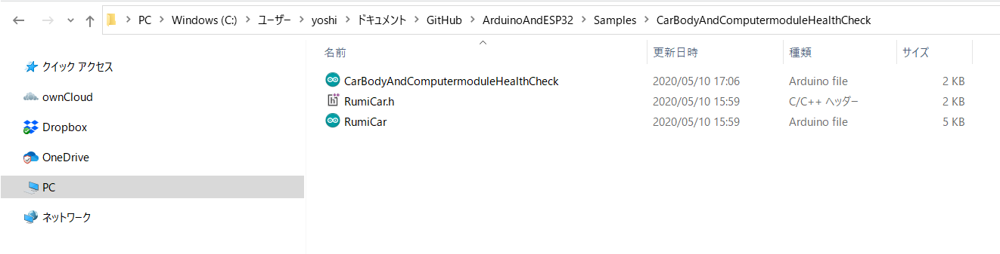 PC > Windows (C:) > ユーザー > yoshi > ドキュメント > GitHub > ArduinoAndESP32 > Samples > CarBodyAndComputermoduleHealthCheck
クイック アクセス
ownCloud
Dropbox
OneDrive
PC
ネットワーク
名前 更新日時 種類 サイズ
CarBodyAndComputermoduleHealthCheck 2020/05/10 17:06 Arduino file 2 KB
RumiCar.h 2020/05/10 15:59 C/C++ ヘッダー 2 KB
RumiCar 2020/05/10 15:59 Arduino file 5 KB